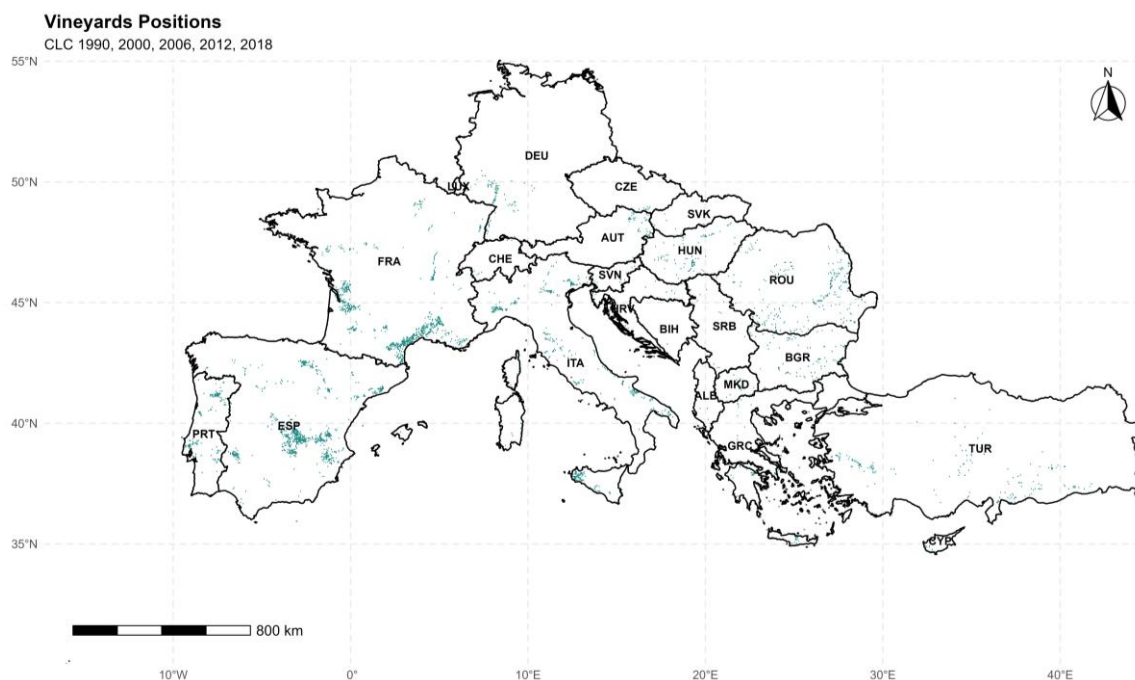 Vineyards Positions
CLC 1990, 2000, 2006, 2012, 2018
55°N
N
DEU
50°N
LUX
CZE
SVK
AUT
HUN
FRA
CHE
SVN
ROU
45°N
HRV
BIH
SRB
BGR
ITA
MKD
ALB
40°N
ESP
PRT
GRC
TUR
35°N
CYP
800 km
10°W
0°
10°E
20°E
30°E
40°E